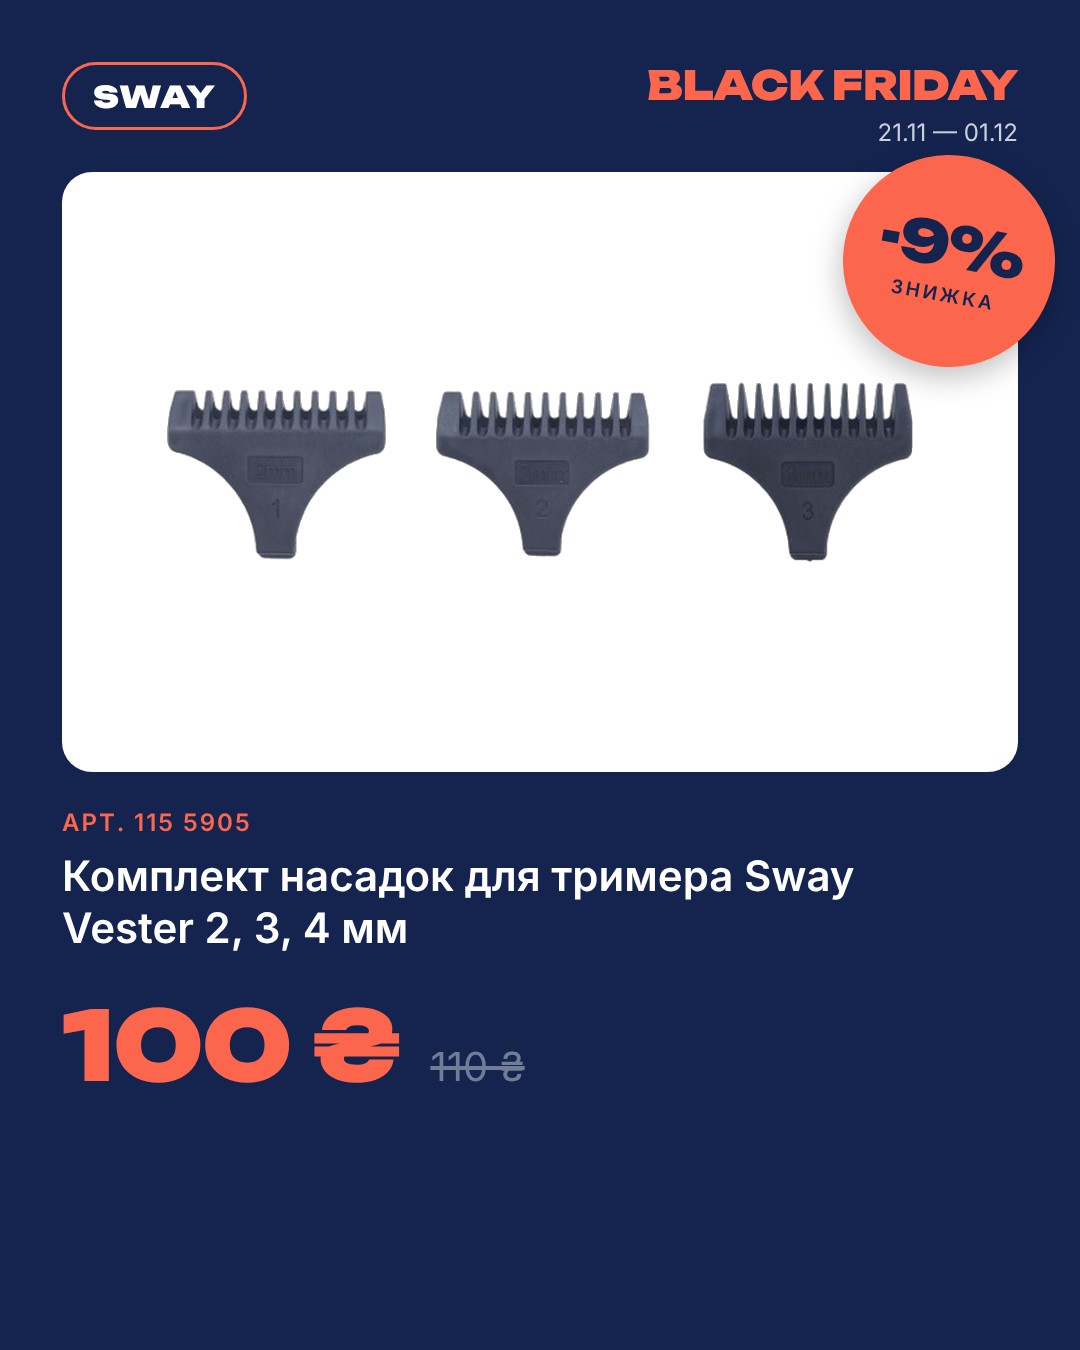 SWAY
BLACK FRIDAY
21.11 — 01.12
-9%
ЗНИЖКА
1
2
3
АРТ. 115 5905
Комплект насадок для тримера Sway
Vester 2, 3, 4 мм
100 ₴
110 ₴